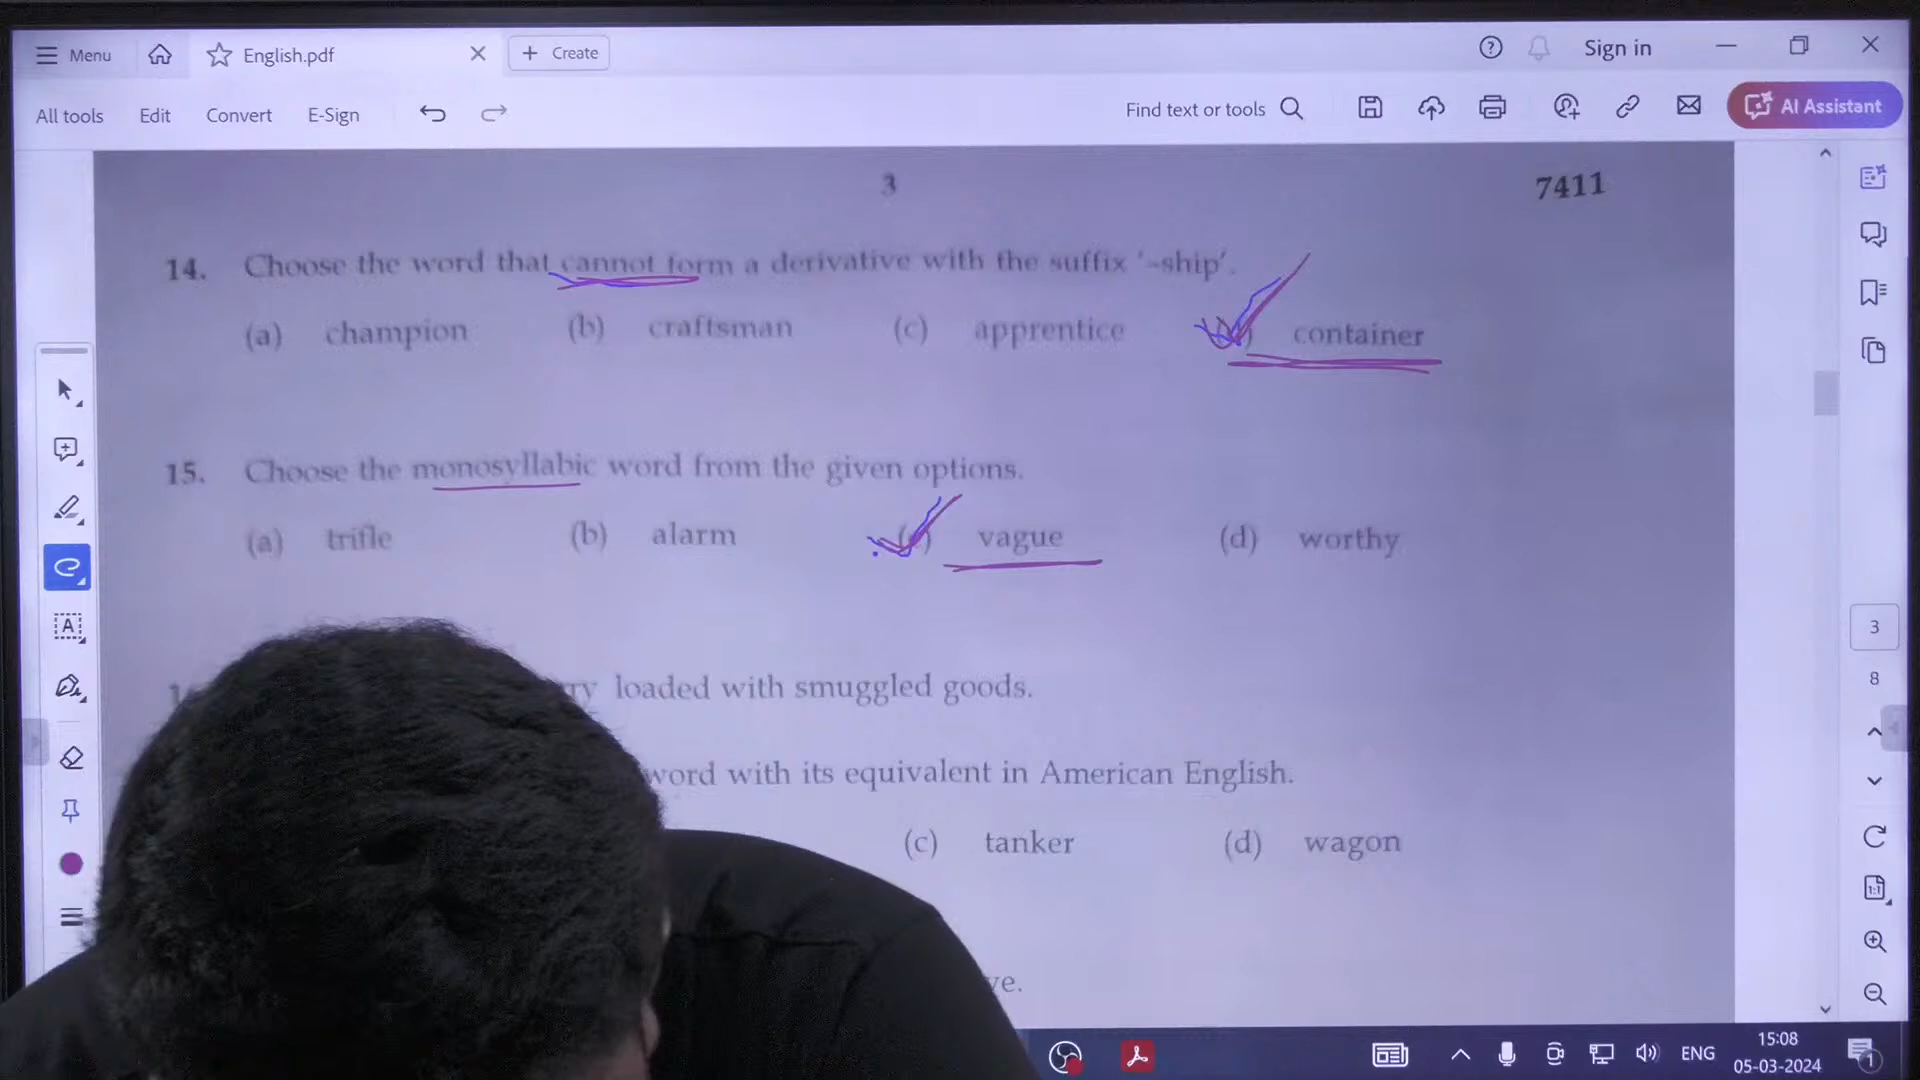 Menu
English.pdf
Create
Sign in
All tools
Edit
Convert
E-Sign
Find text or tools
AI Assistant
3
7411
14. Choose the word that cannot form a derivative with the suffix '-ship'.
(a) champion (b) craftsman (c) apprentice container
15. Choose the monosyllabic word from the given options.
(a) trifle (b) alarm vague (d) worthy
loaded with smuggled goods.
word with its equivalent in American English.
(c) tanker (d) wagon
3
8
ENG
15:08
05-03-2024
1